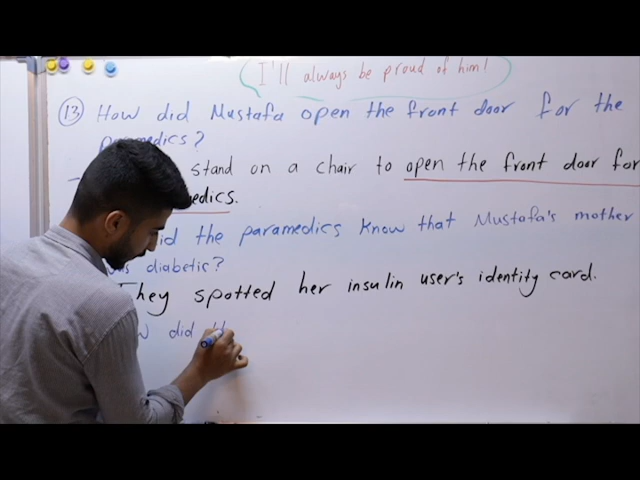 I'll always be proud of him!
13 How did Mustafa open the front door for the
paramedics?
stand on a chair to open the front door for
did the paramedics know that Mustafa's mother
was diabetic?
They spotted her insulin user's identity card.
did